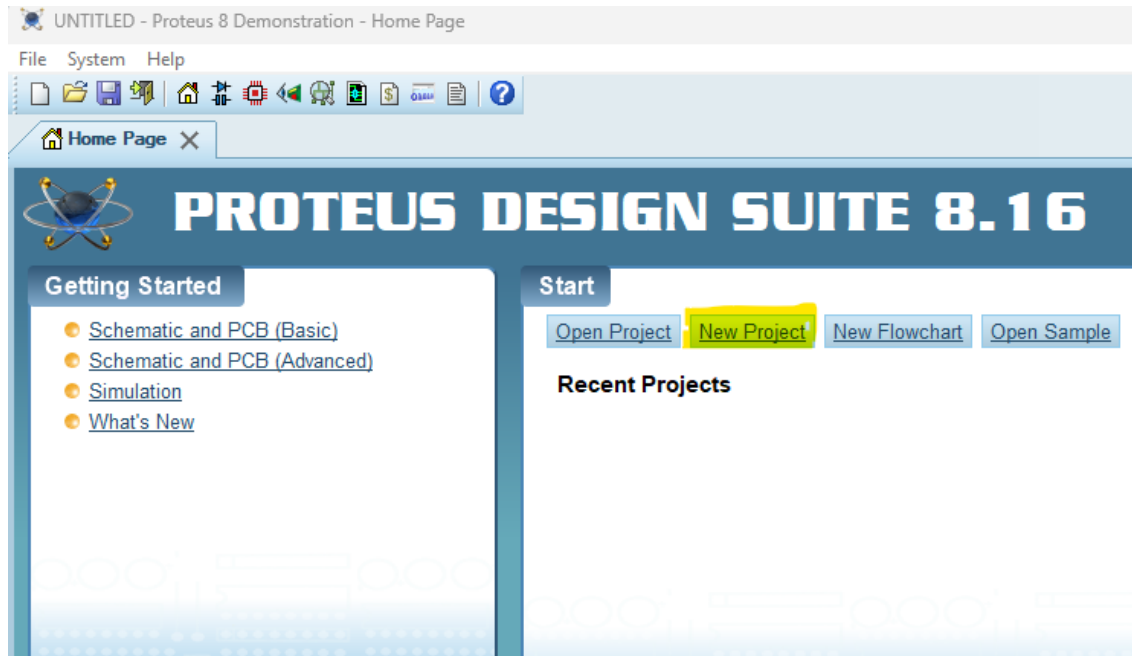 UNTITLED - Proteus 8 Demonstration - Home Page
File System Help
Home Page
PROTEUS DESIGN SUITE 8.16
Getting Started
Schematic and PCB (Basic)
Schematic and PCB (Advanced)
Simulation
What's New
Start
Open Project New Project New Flowchart Open Sample
Recent Projects